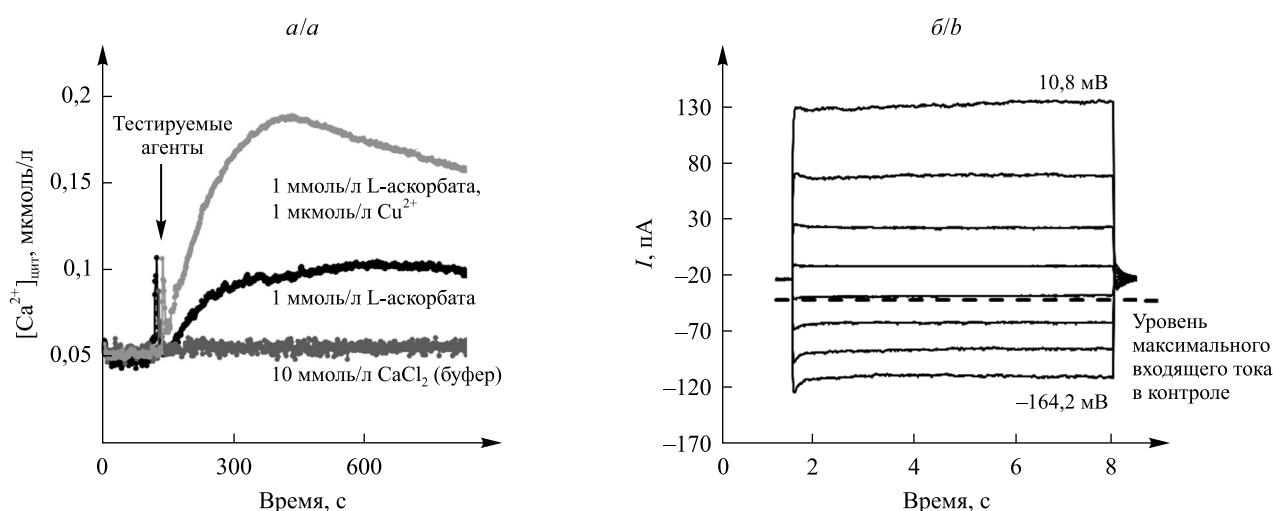 а/a
[Ca²⁺]цит, мкмоль/л
0,2
0,15
0,1
0,05
Тестируемые
агенты
1 ммоль/л L-аскорбата,
1 мкмоль/л Cu²⁺
1 ммоль/л L-аскорбата
10 ммоль/л CaCl₂ (буфер)
0
300
600
Время, с
б/b
I, пА
130
80
30
–20
–70
–120
–170
10,8 мВ
–164,2 мВ
Уровень
максимального
входящего тока
в контроле
0
2
4
6
8
Время, с